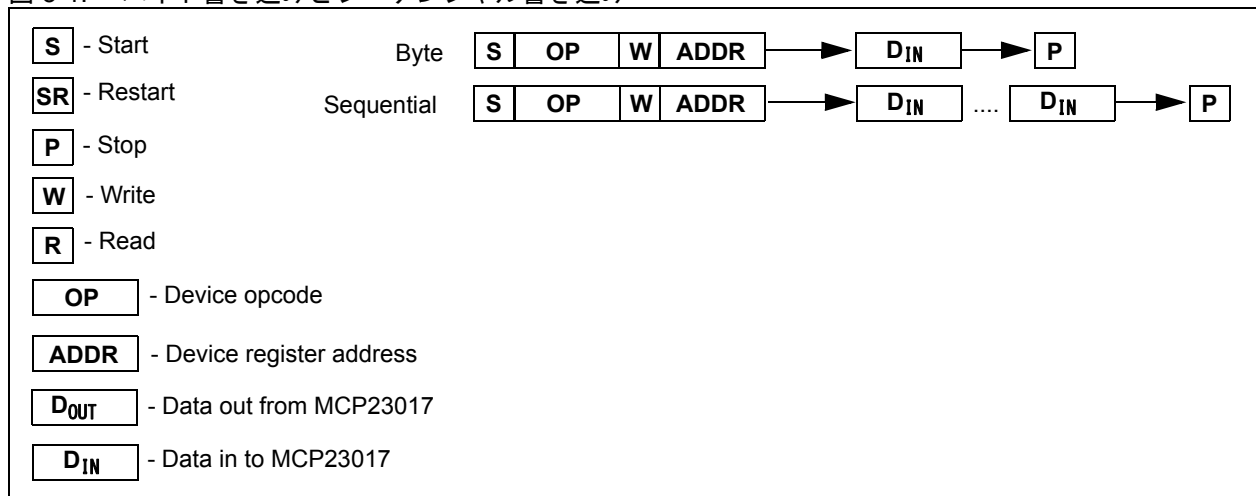 S - Start
SR - Restart
P - Stop
W - Write
R - Read
OP - Device opcode
ADDR - Device register address
DOUT - Data out from MCP23017
DIN - Data in to MCP23017
Byte S OP W ADDR DIN P
Sequential S OP W ADDR DIN .... DIN P